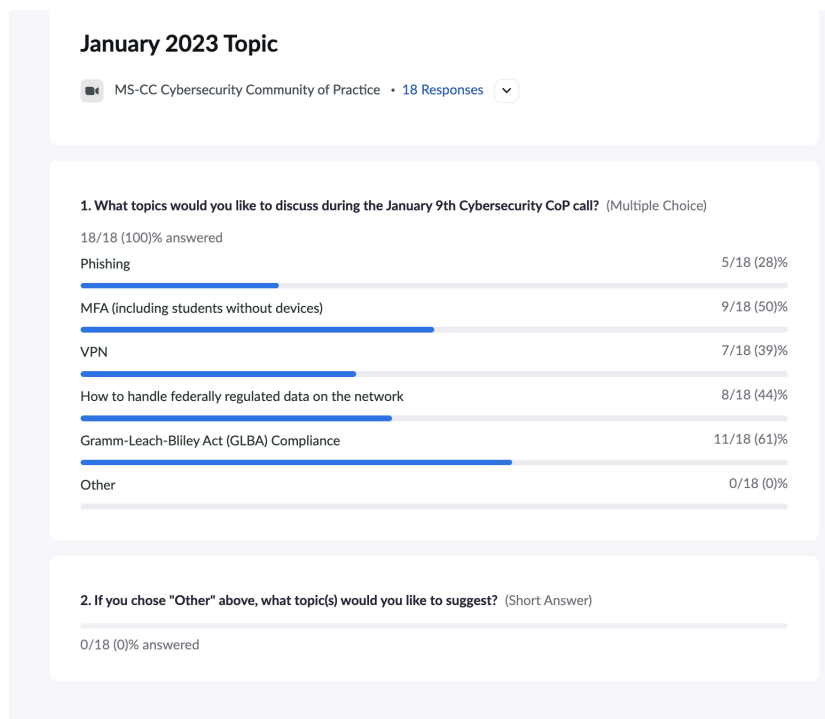 January 2023 Topic
MS-CC Cybersecurity Community of Practice • 18 Responses
1. What topics would you like to discuss during the January 9th Cybersecurity CoP call? (Multiple Choice)
18/18 (100)% answered
Phishing 5/18 (28)%
MFA (including students without devices) 9/18 (50)%
VPN 7/18 (39)%
How to handle federally regulated data on the network 8/18 (44)%
Gramm-Leach-Bliley Act (GLBA) Compliance 11/18 (61)%
Other 0/18 (0)%
2. If you chose "Other" above, what topic(s) would you like to suggest? (Short Answer)
0/18 (0)% answered